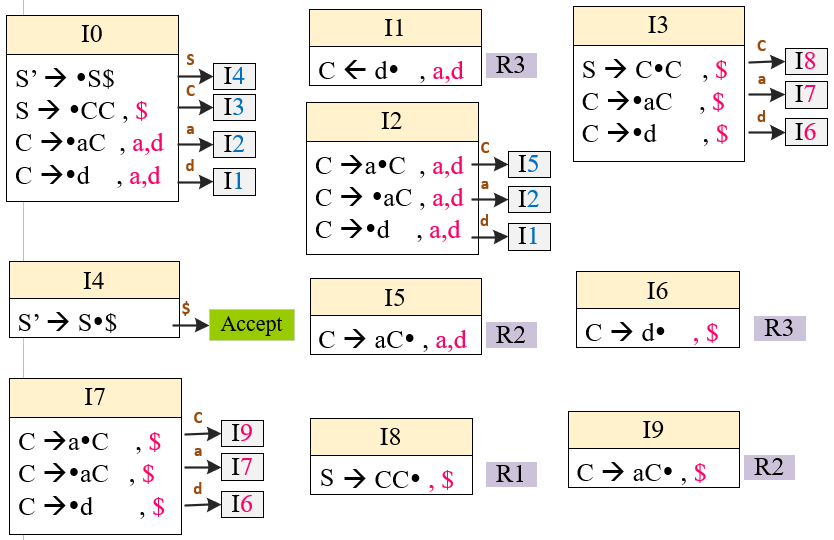 I0
S’ → •S$
S → •CC , $
C →•aC , a,d
C →•d , a,d
S
I4
C
I3
a
I2
d
I1
I1
C ← d• , a,d
R3
I2
C →a•C , a,d
C → •aC , a,d
C →•d , a,d
C
I5
a
I2
d
I1
I3
S → C•C , $
C →•aC , $
C →•d , $
C
I8
a
I7
d
I6
I4
S’ → S•$
$
Accept
I5
C → aC• , a,d
R2
I6
C → d• , $
R3
I7
C →a•C , $
C →•aC , $
C →•d , $
C
I9
a
I7
d
I6
I8
S → CC• , $
R1
I9
C → aC• , $
R2